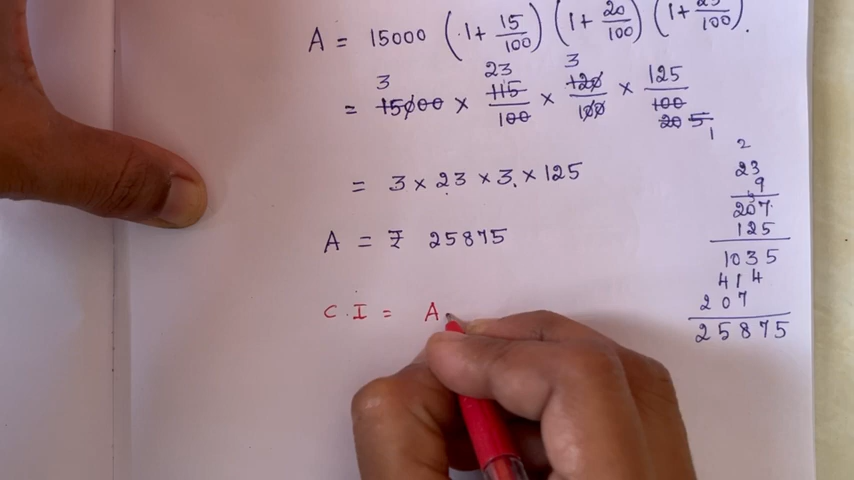 A = 15000 (1+ 15/100) (1+ 20/100) (1+ 25/100).
3 23 3
= 15000 × 115/100 × 120/100 × 125/100
20 5
1
= 3 × 23 × 3 × 125
A = ₹ 25875
C.I = A
2
23
9
207
125
1035
414
207
25875